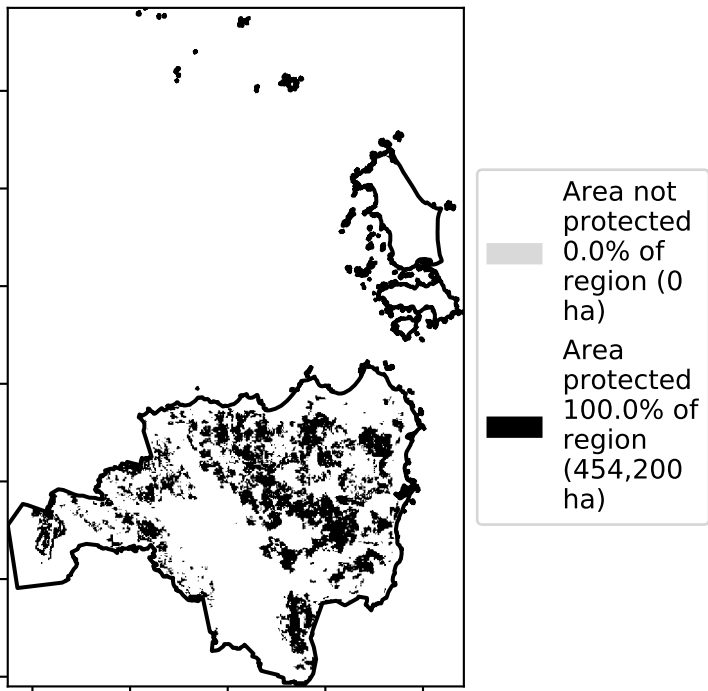 Area not
protected
0.0% of
region (0
ha)
Area
protected
100.0% of
region
(454,200
ha)